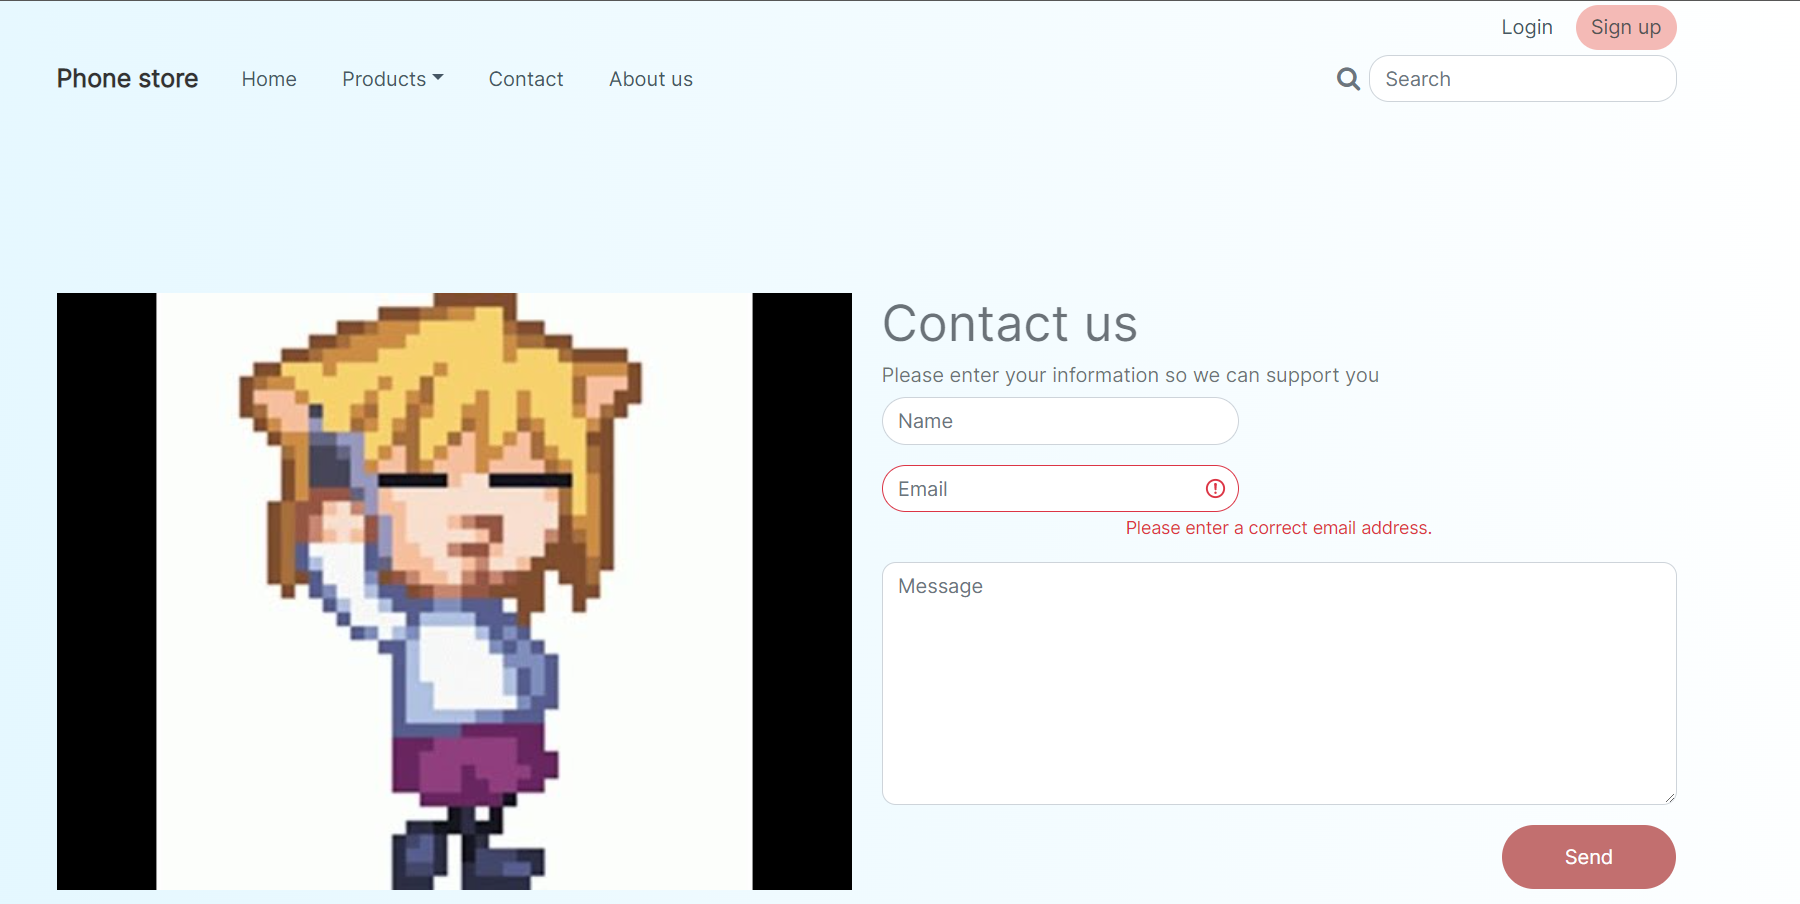 Login Sign up
Phone store Home Products Contact About us Search
Contact us
Please enter your information so we can support you
Name
Email
Please enter a correct email address.
Message
Send